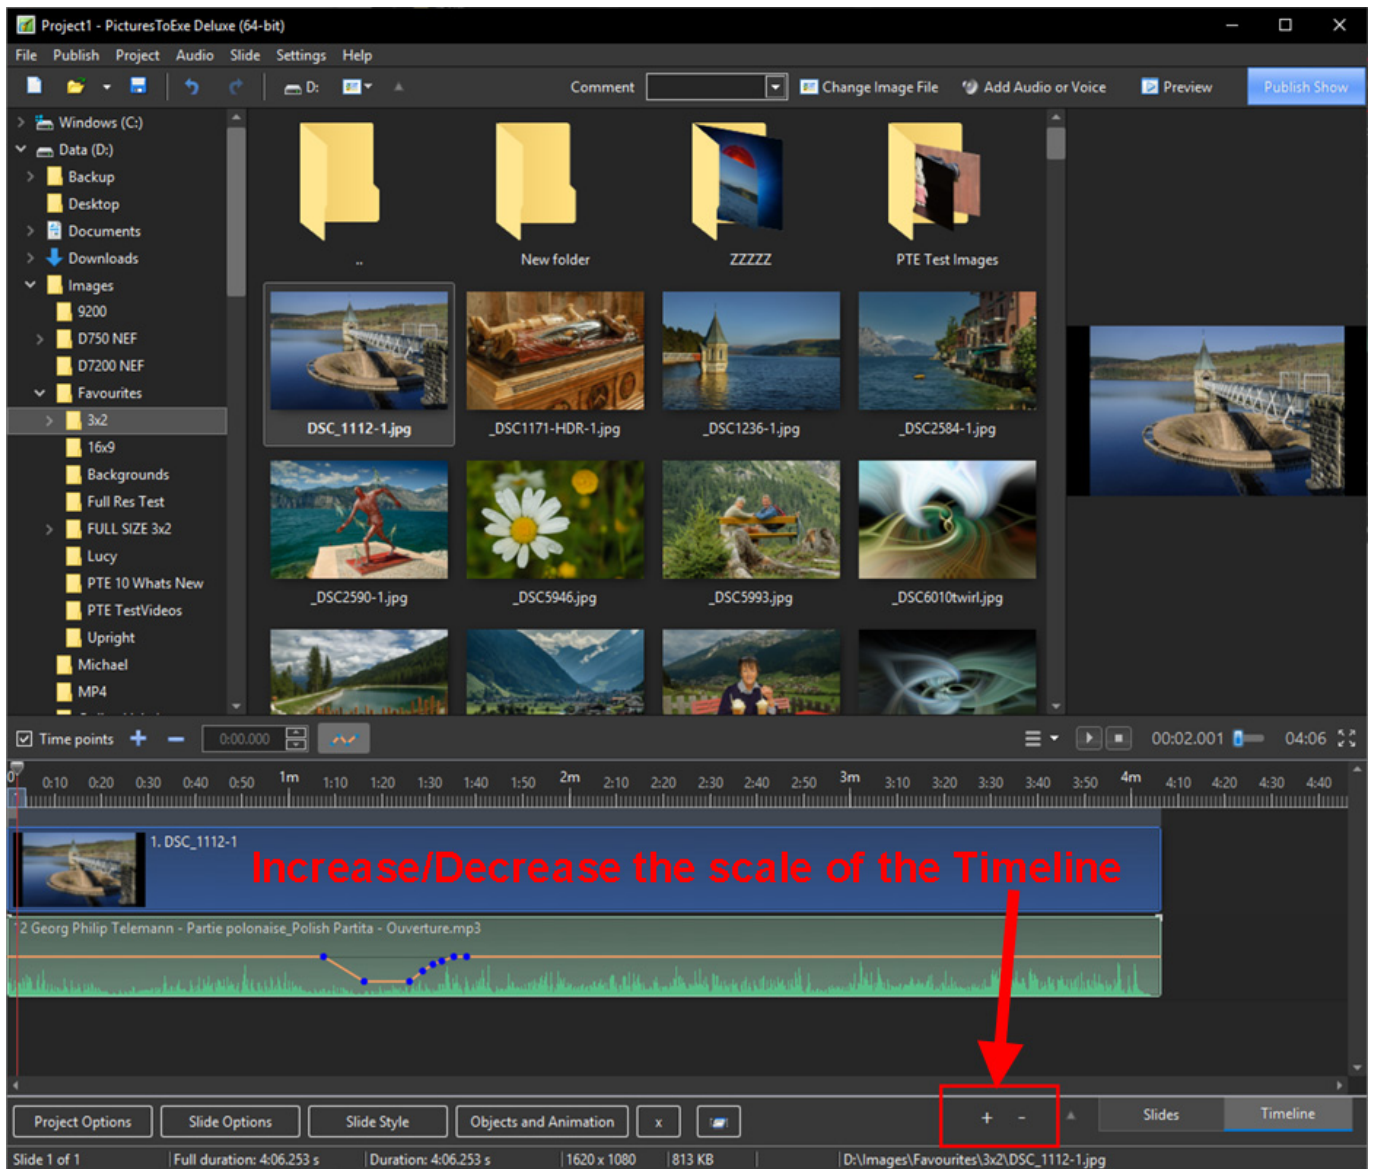 Project1 - PicturesToExe Deluxe (64-bit)
File Publish Project Audio Slide Settings Help
D: Comment Change Image File Add Audio or Voice Preview Publish Show
Windows (C:)
Data (D:)
Backup
Desktop
Documents
Downloads
Images
9200
D750 NEF
D7200 NEF
Favourites
3x2
16x9
Backgrounds
Full Res Test
FULL SIZE 3x2
Lucy
PTE 10 Whats New
PTE TestVideos
Upright
Michael
MP4
.. New folder ZZZZZ PTE Test Images
DSC_1112-1.jpg _DSC1171-HDR-1.jpg _DSC1236-1.jpg _DSC2584-1.jpg
_DSC2590-1.jpg _DSC5946.jpg _DSC5993.jpg _DSC6010twirl.jpg
Time points + - 0:00.000 00:02.001 04:06
0 0:10 0:20 0:30 0:40 0:50 1m 1:10 1:20 1:30 1:40 1:50 2m 2:10 2:20 2:30 2:40 2:50 3m 3:10 3:20 3:30 3:40 3:50 4m 4:10 4:20 4:30 4:40
1. DSC_1112-1
Increase/Decrease the scale of the Timeline
2 Georg Philip Telemann - Partie polonaise_Polish Partita - Ouverture.mp3
Project Options Slide Options Slide Style Objects and Animation x + - Slides Timeline
Slide 1 of 1 Full duration: 4:06.253 s Duration: 4:06.253 s 1620 x 1080 813 KB D:\Images\Favourites\3x2\DSC_1112-1.jpg